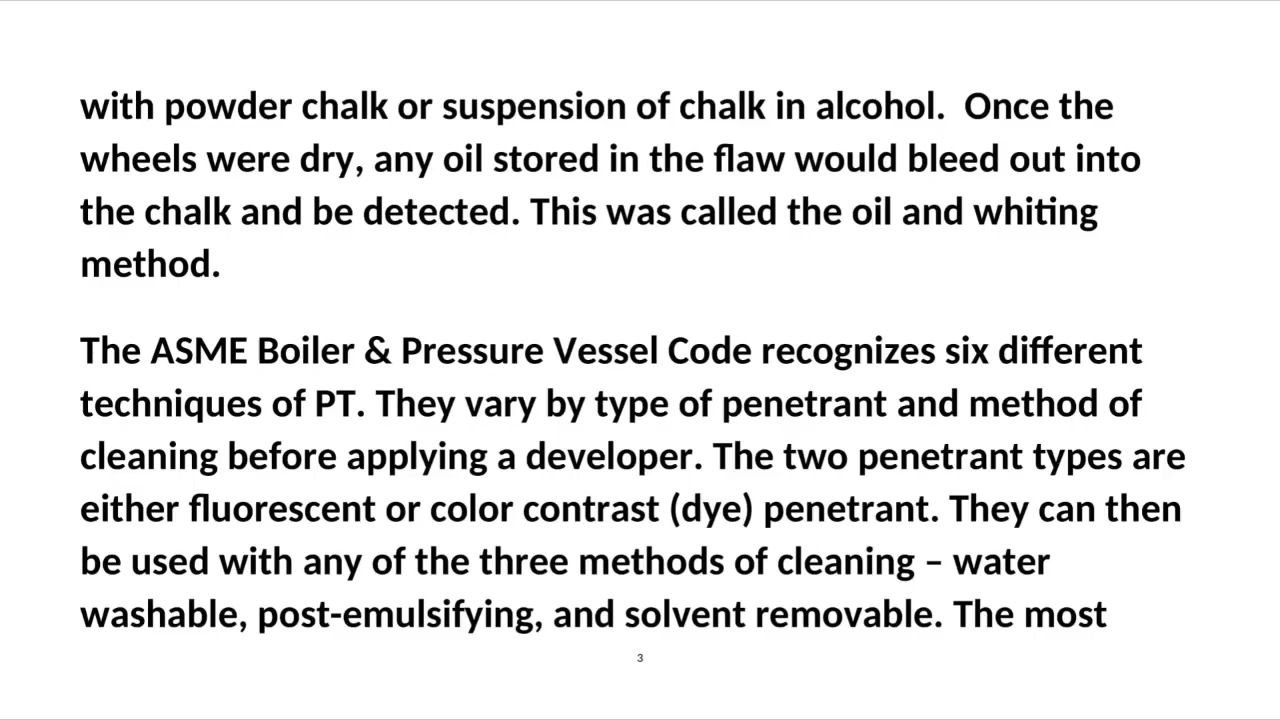 with powder chalk or suspension of chalk in alcohol.  Once the
wheels were dry, any oil stored in the flaw would bleed out into
the chalk and be detected. This was called the oil and whiting
method.
The ASME Boiler & Pressure Vessel Code recognizes six different
techniques of PT. They vary by type of penetrant and method of
cleaning before applying a developer. The two penetrant types are
either fluorescent or color contrast (dye) penetrant. They can then
be used with any of the three methods of cleaning – water
washable, post-emulsifying, and solvent removable. The most
3